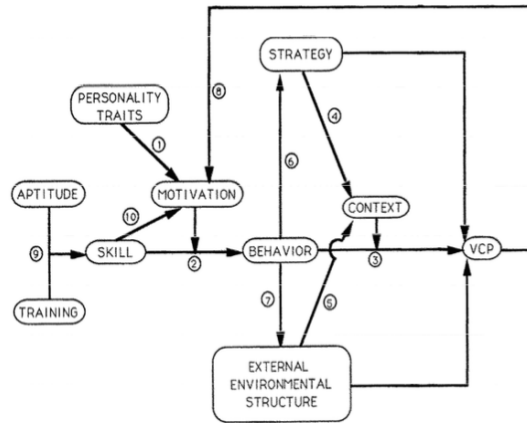 STRATEGY
PERSONALITY
TRAITS
⑧
④
①
⑥
APTITUDE
MOTIVATION
CONTEXT
⑩
⑨
SKILL
②
BEHAVIOR
③
VCP
⑦
⑤
TRAINING
EXTERNAL
ENVIRONMENTAL
STRUCTURE